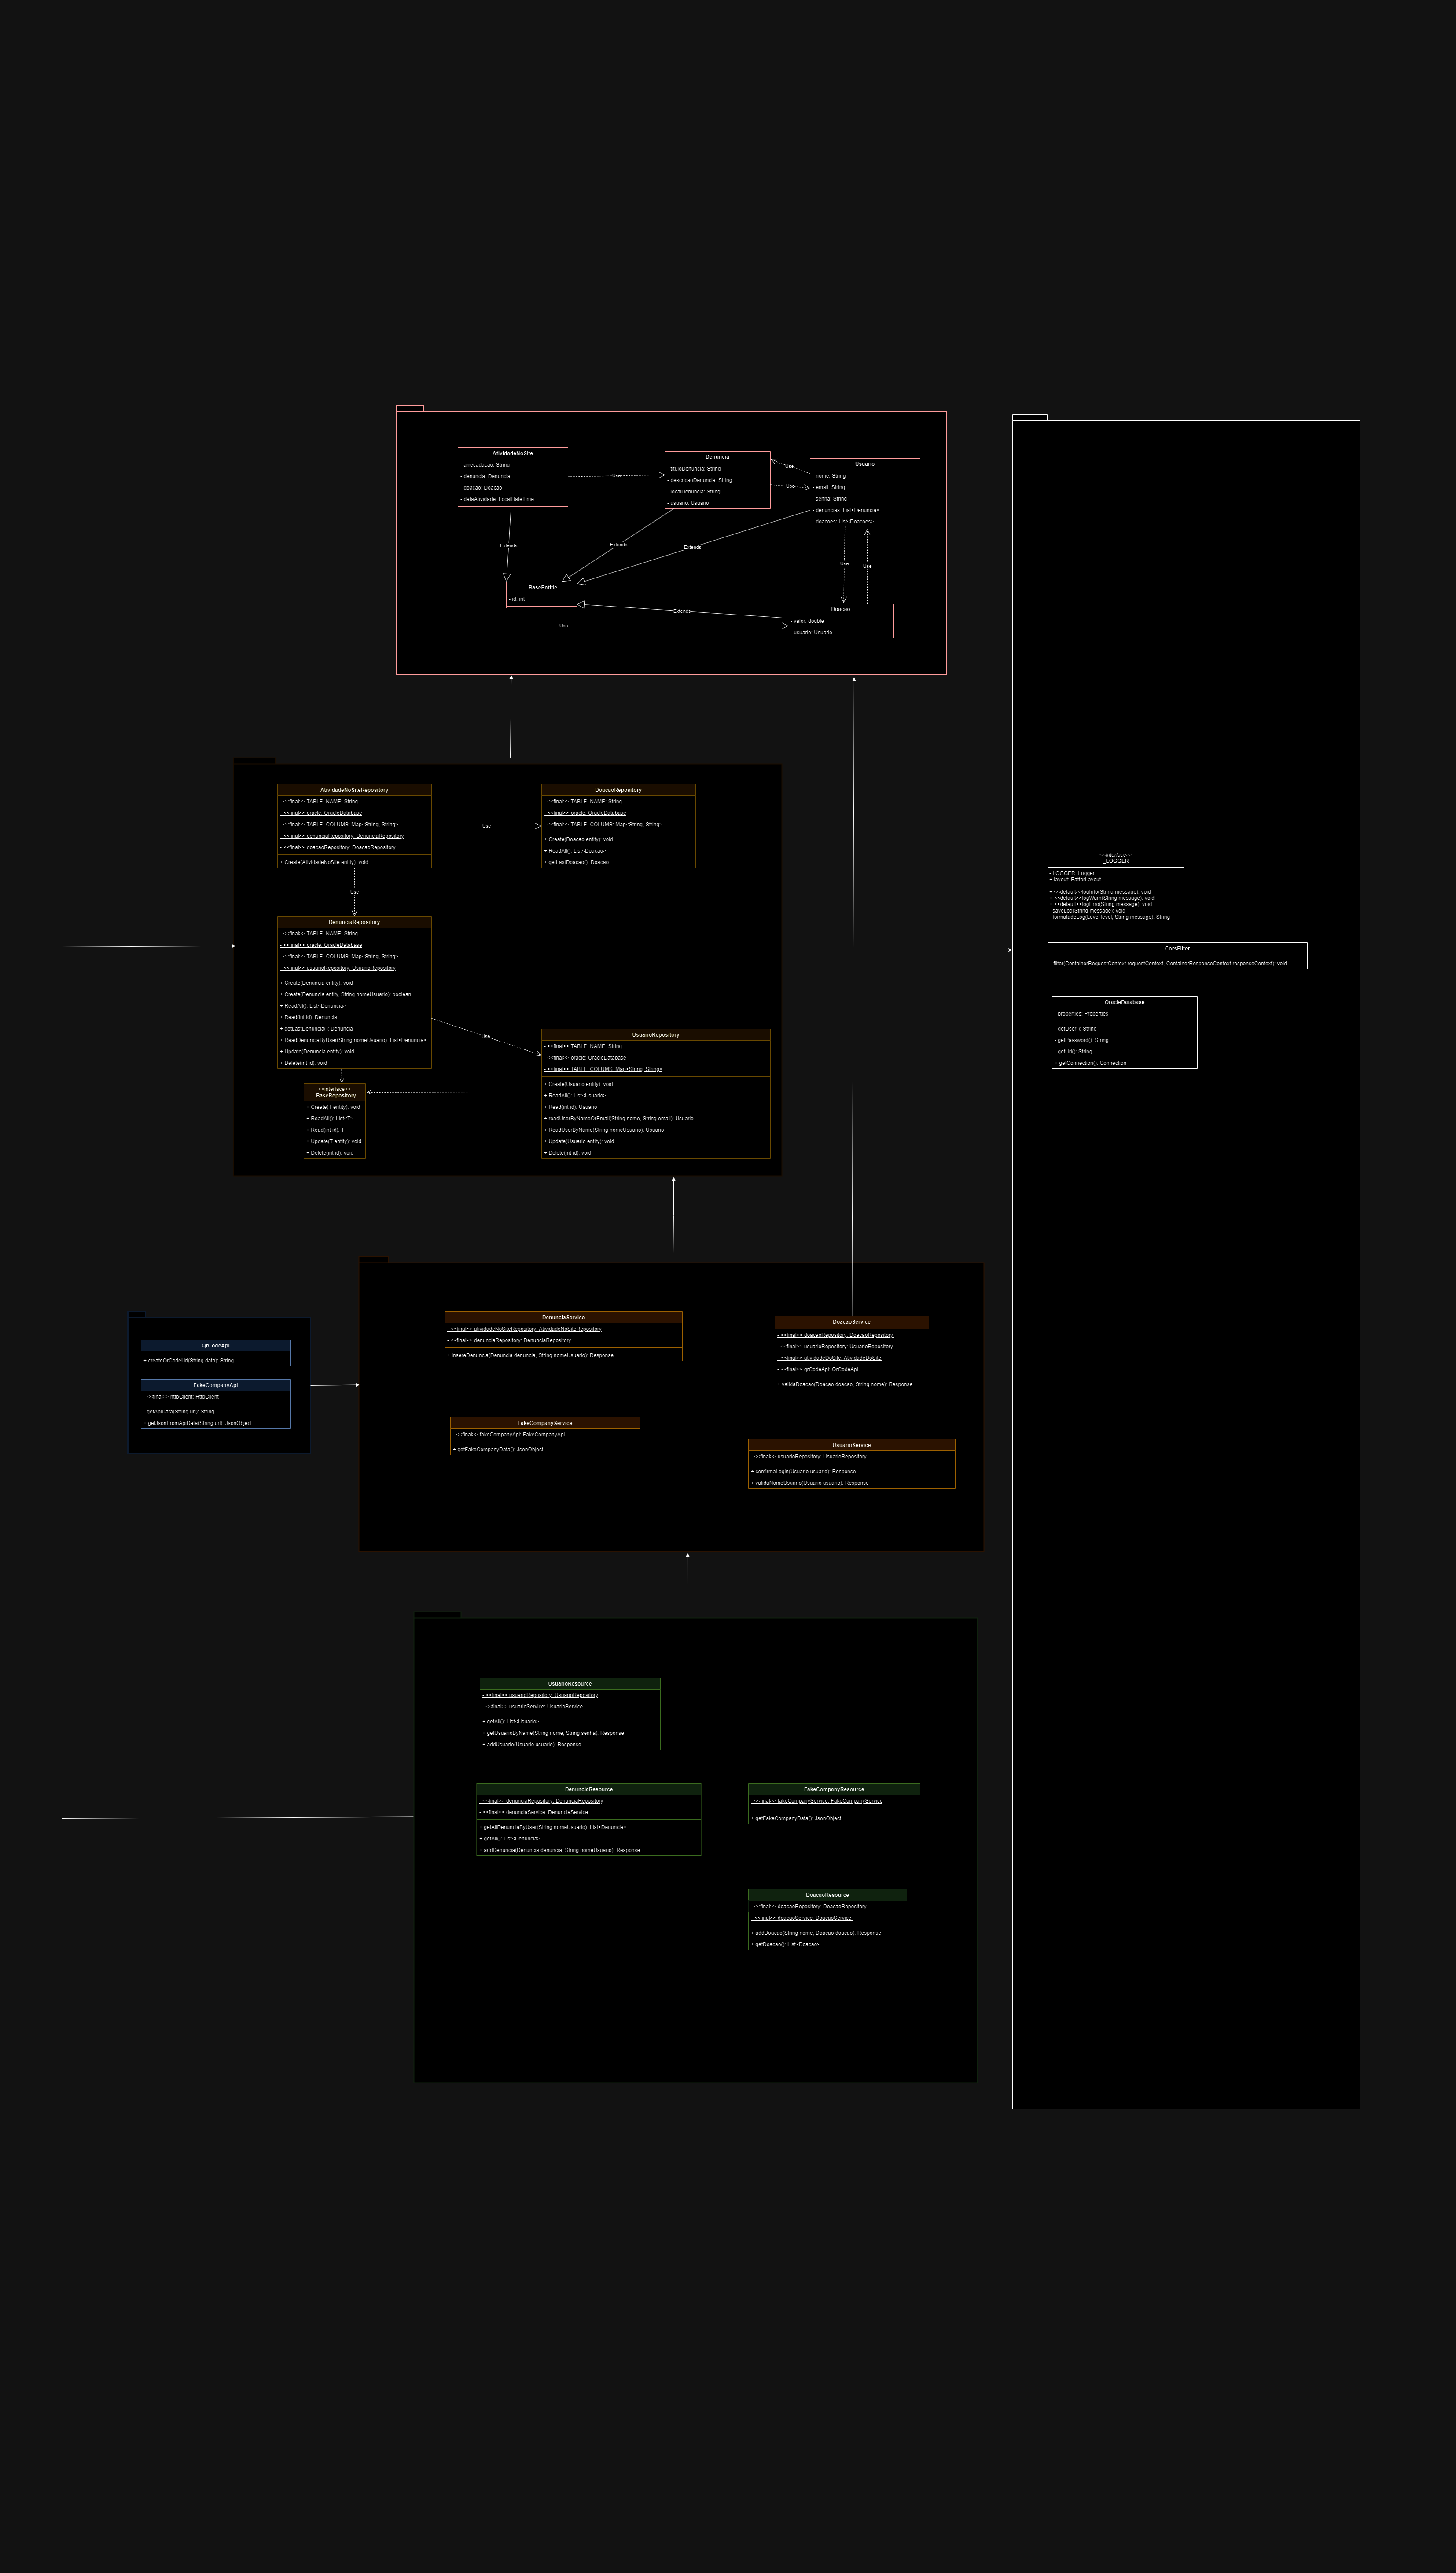 AtividadeNoSite
- arrecadacao: String
- denuncia: Denuncia
- doacao: Doacao
- dataAtividade: LocalDateTime
Use
Denuncia
- tituloDenuncia: String
- descricaoDenuncia: String
- localDenuncia: String
- usuario: Usuario
Use
Use
Usuario
- nome: String
- email: String
- senha: String
- denuncias: List<Denuncia>
- doacoes: List<Doacoes>
Extends
Extends
Extends
Use
Use
_BaseEntitie
- id: int
Extends
Use
Doacao
- valor: double
- usuario: Usuario
AtividadeNoSiteRepository
- <<final>> TABLE_NAME: String
- <<final>> oracle: OracleDatabase
- <<final>> TABLE_COLUMS: Map<String, String>
- <<final>> denunciaRepository: DenunciaRepository
- <<final>> doacaoRepository: DoacaoRepository
+ Create(AtvidadeNoSite entity): void
Use
DoacaoRepository
- <<final>> TABLE_NAME: String
- <<final>> oracle: OracleDatabase
- <<final>> TABLE_COLUMS: Map<String, String>
+ Create(Doacao entity): void
+ ReadAll(): List<Doacao>
+ getLastDoacao(): Doacao
Use
DenunciaRepository
- <<final>> TABLE_NAME: String
- <<final>> oracle: OracleDatabase
- <<final>> TABLE_COLUMS: Map<String, String>
- <<final>> usuarioRepository: UsuarioRepository
+ Create(Denuncia entity): void
+ Create(Denuncia entity, String nomeUsuario): boolean
+ ReadAll(): List<Denuncia>
+ Read(int id): Denuncia
+ getLastDenuncia(): Denuncia
+ ReadDenunciaByUser(String nomeUsuario): List<Denuncia>
+ Update(Denuncia entity): void
+ Delete(int id): void
Use
<<interface>>
_BaseRepository
+ Create(T entity): void
+ ReadAll(): List<T>
+ Read(int id): T
+ Update(T entity): void
+ Delete(int id): void
UsuarioRepository
- <<final>> TABLE_NAME: String
- <<final>> oracle: OracleDatabase
- <<final>> TABLE_COLUMS: Map<String, String>
+ Create(Usuario entity): void
+ ReadAll(): List<Usuario>
+ Read(int id): Usuario
+ readUserByNameOrEmail(String nome, String email): Usuario
+ ReadUserByName(String nomeUsuario): Usuario
+ Update(Usuario entity): void
+ Delete(int id): void
<<interface>>
_LOGGER
- LOGGER: Logger
+ layout: PatterLayout
+ <<default>>logInfo(String message): void
+ <<default>>logWarn(String message): void
+ <<default>>logErro(String message): void
- saveLog(String message): void
- formatadeLog(Level level, String message): String
CorsFilter
- filter(ContainerRequestContext requestContext, ContainerResponseContext responseContext): void
OracleDatabase
- properties: Properties
- getUser(): String
- getPassword(): String
- getUrl(): String
+ getConnection(): Connection
QrCodeApi
+ createQrCodeUrl(String data): String
FakeCompanyApi
- <<final>> httpClient: HttpClient
- getApiData(String url): String
+ getJsonFromApiData(String url): JsonObject
DenunciaService
- <<final>> atividadeNoSiteRepository: AtividadeNoSiteRepository
- <<final>> denunciaRepository: DenunciaRepository
+ insereDenuncia(Denuncia denuncia, String nomeUsuario): Response
DoacaoService
- <<final>> doacaoRepository: DoacaoRepository
- <<final>> usuarioRepository: UsuarioRepository
- <<final>> atividadeDoSite: AtividadeDoSite
- <<final>> qrCodeApi: QrCodeApi
+ validaDoacao(Doacao doacao, String nome): Response
FakeCompanyService
- <<final>> fakeCompanyApi: FakeCompanyApi
+ getFakeCompanyData(): JsonObject
UsuarioService
- <<final>> usuarioRepository: UsuarioRepository
+ confirmaLogin(Usuario usuario): Response
+ validaNomeUsuario(Usuario usuario): Response
UsuarioResource
- <<final>> usuarioRepository: UsuarioRepository
- <<final>> usuarioService: UsuarioService
+ getAll(): List<Usuario>
+ getUsuarioByName(String nome, String senha): Response
+ addUsuario(Usuario usuario): Response
DenunciaResource
- <<final>> denunciaRepository: DenunciaRepository
- <final>> denunciaService: DenunciaService
+ getAllDenunciaByUser(String nomeUsuario): List<Denuncia>
+ getAll(): List<Denuncia>
+ addDenuncia(Denuncia denuncia, String nomeUsuario): Response
FakeCompanyResource
- <<final>> fakeCompanyService: FakeCompanyService
+ getFakeCompanyData(): JsonObject
DoacaoResource
- <<final>> doacaoRepository: DoacaoRepository
- <<final>> doacaoService: DoacaoService
+ addDoacao(String nome, Doacao doacao): Response
+ getDoacao(): List<Doacao>